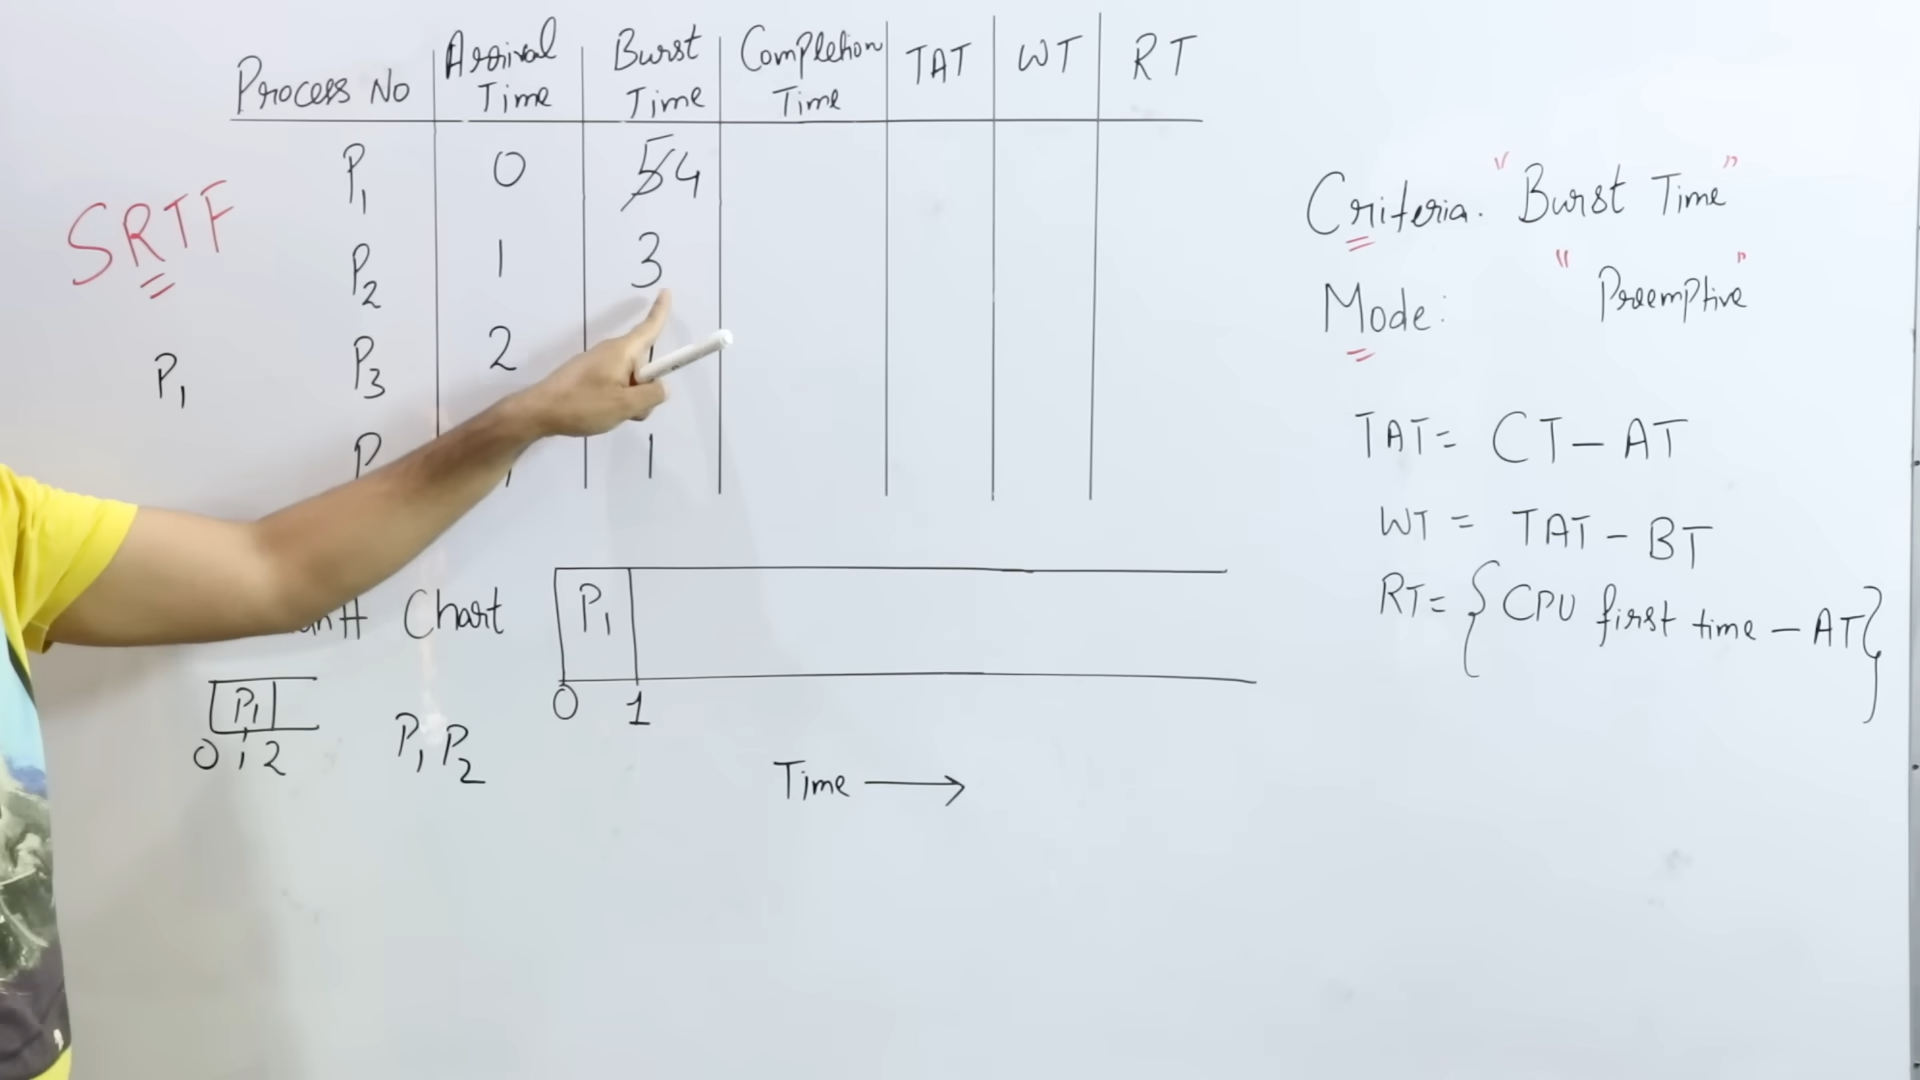 Process No Arrival Time Burst Time Completion Time TAT WT RT
P1 0 5 4
P2 1 3
P3 2
P 1
SRTF
P1
Chart P1
0 1
P1
0 1 2
P1 P2
Time →
Criteria. "Burst Time"
Mode: "Preemptive"
TAT = CT - AT
WT = TAT - BT
RT = {CPU first time - AT}